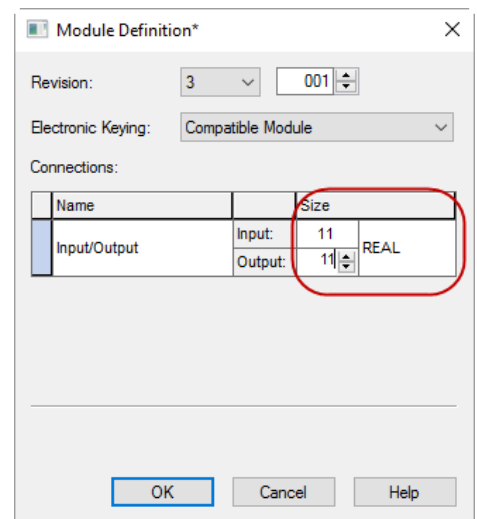 Module Definition*
Revision: 3 001
Electronic Keying: Compatible Module
Connections:
Name Size
Input/Output Input: 11 REAL
Output: 11
OK Cancel Help